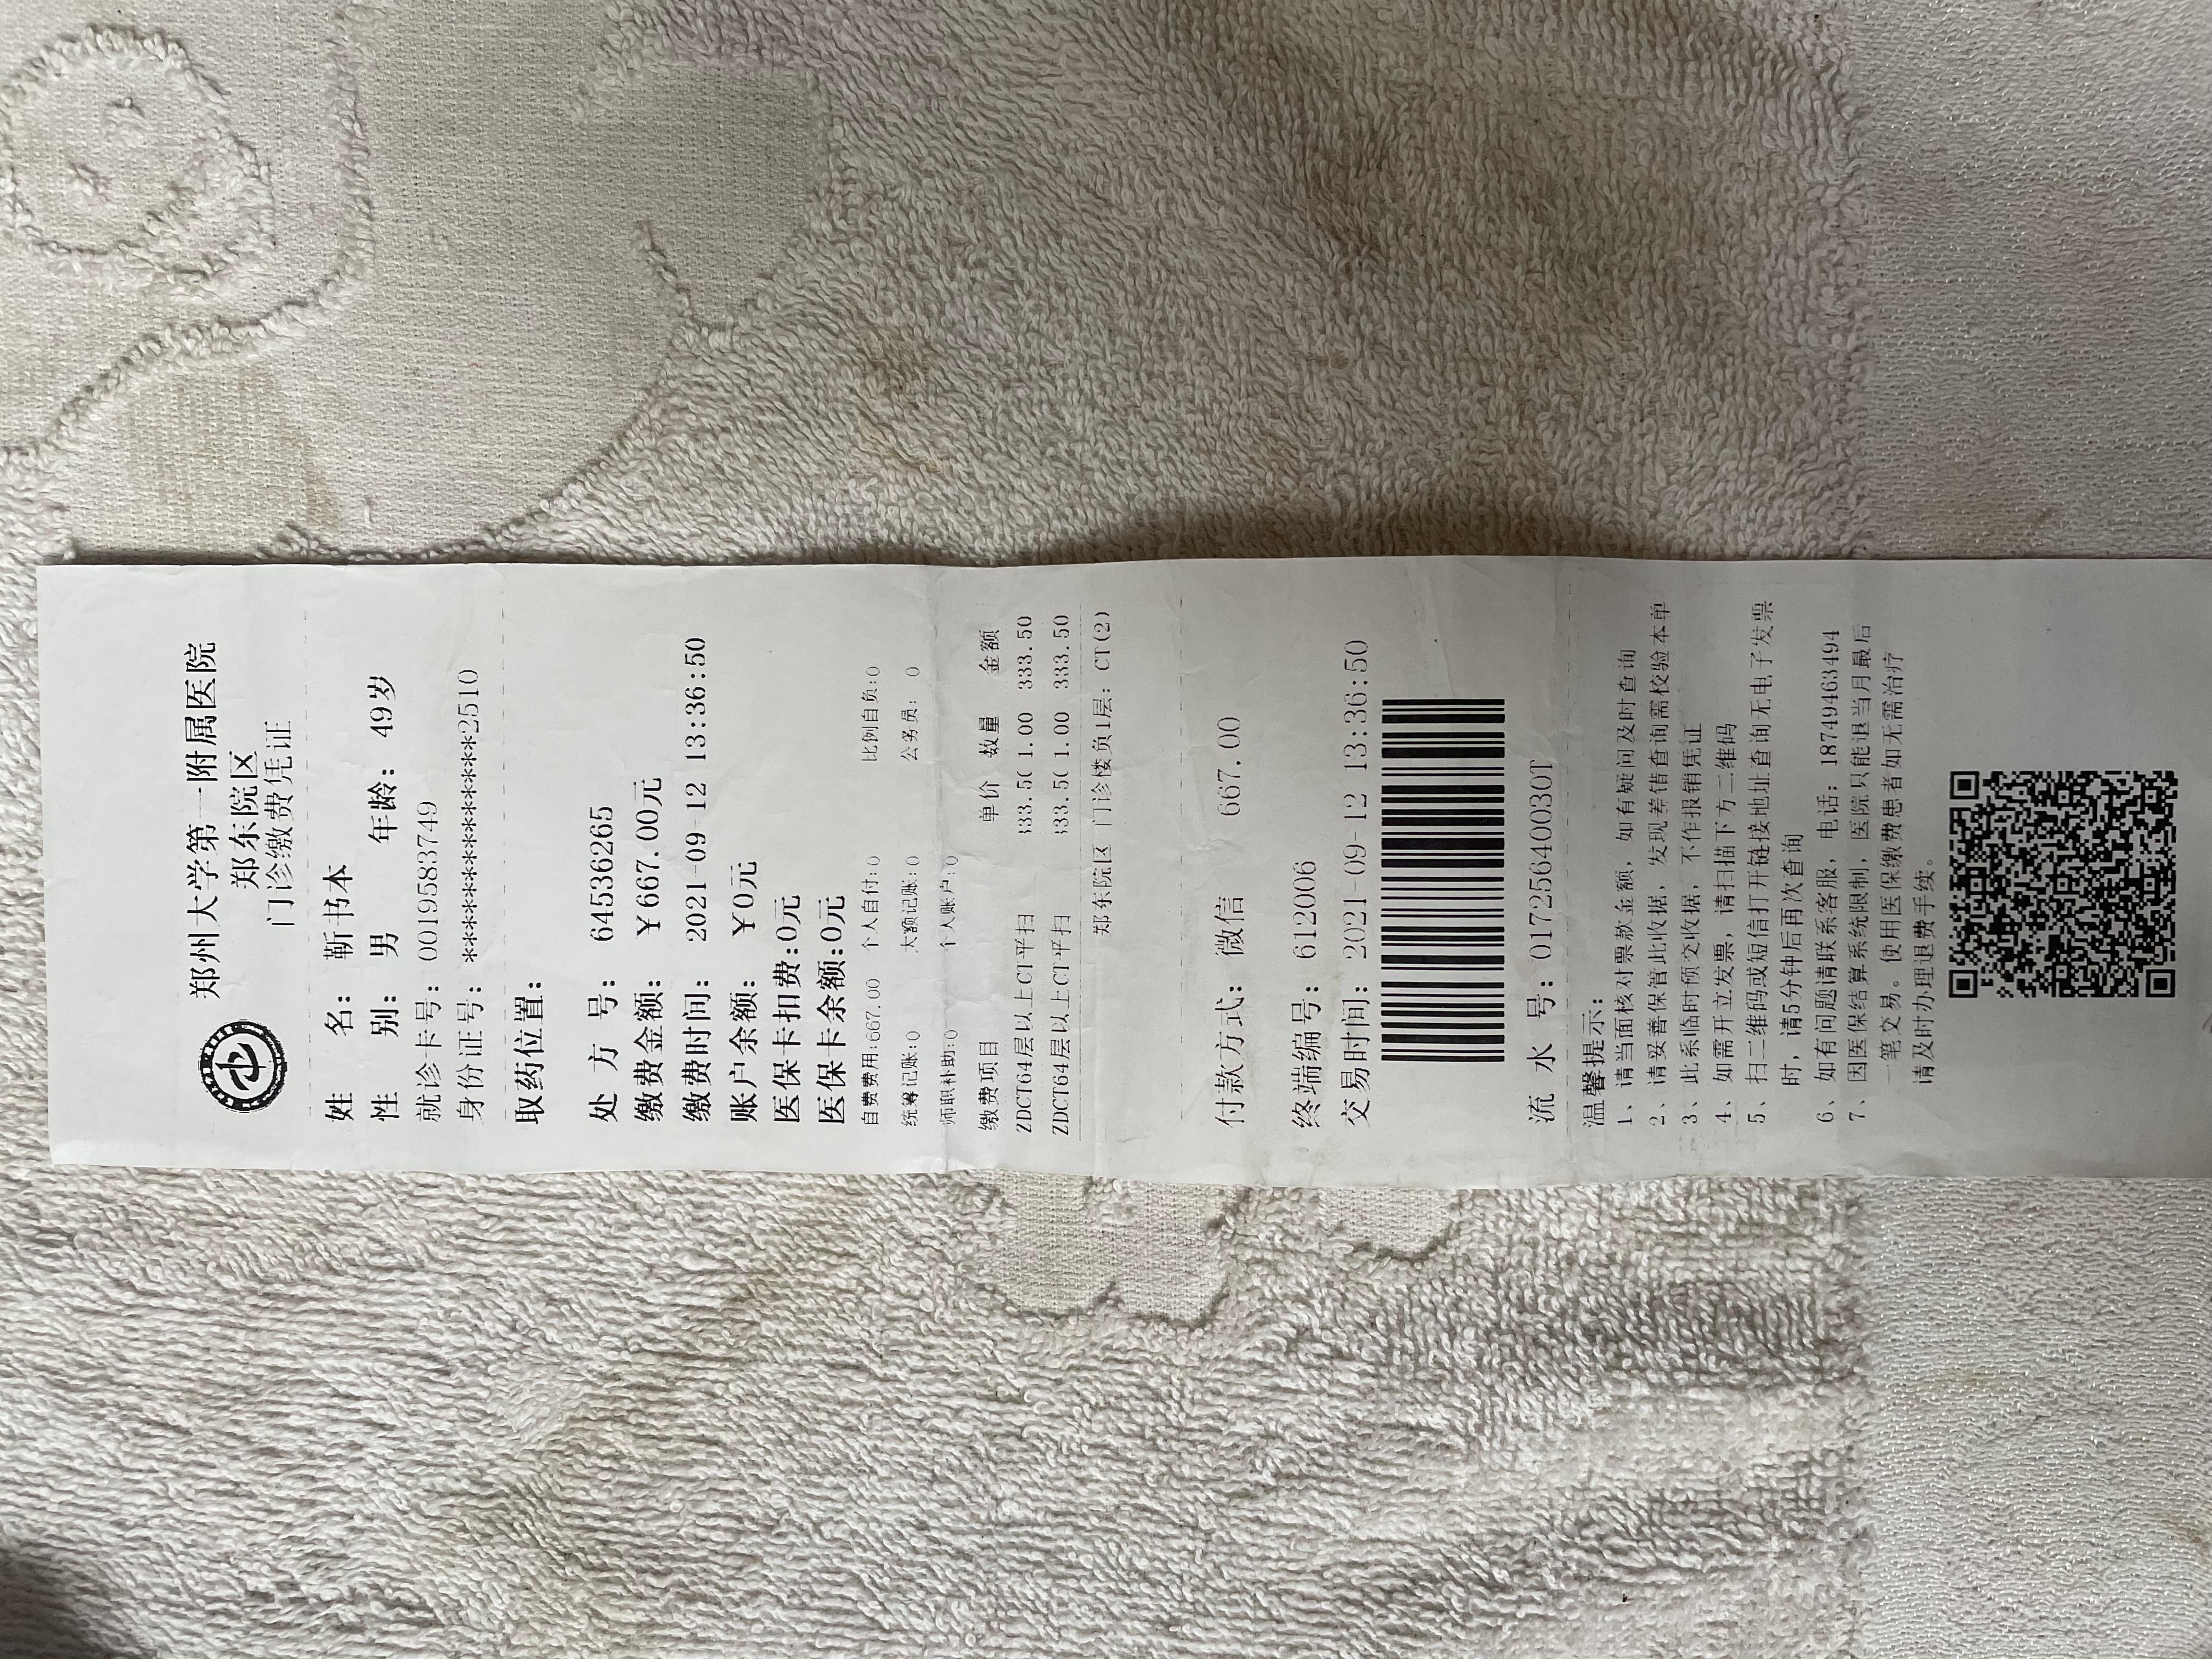 郑州大学第一附属医院
郑东院区
门诊缴费凭证
姓 名: 靳书本
性 别: 男 年龄: 49岁
就诊卡号: 0019583749
身份证号: **************2510
取药位置:
处 方 号: 64536265
缴费金额: ¥667.00元
缴费时间: 2021-09-12 13:36:50
账户余额: ¥0元
医保卡扣费:0元
医保卡余额:0元
自费费用:667.00 个人自付:0 比例自负:0
统筹记账:0 大额记账:0 公务员: 0
师职补助:0 个人账户:0
缴费项目 单价 数量 金额
ZDCT64层以上CT平扫 333.5( 1.00 333.50
ZDCT64层以上CT平扫 333.5( 1.00 333.50
郑东院区 门诊楼负1层: CT(2)
付款方式: 微信 667.00
终端编号: 612006
交易时间: 2021-09-12 13:36:50
流 水 号: 0172564003OT
温馨提示:
1、请当面核对票款金额, 如有疑问及时查询
2、请妥善保管此收据, 发现差错查询需校验本单
3、此系临时预交收据, 不作报销凭证
4、如需开立发票, 请扫描下方二维码
5、扫二维码或短信打开链接地址查询无电子发票
时, 请5分钟后再次查询
6、如有问题请联系客服, 电话: 18749463494
7、因医保结算系统限制, 医院只能退当月最后
一笔交易。使用医保缴费患者如无需治疗
请及时办理退费手续。